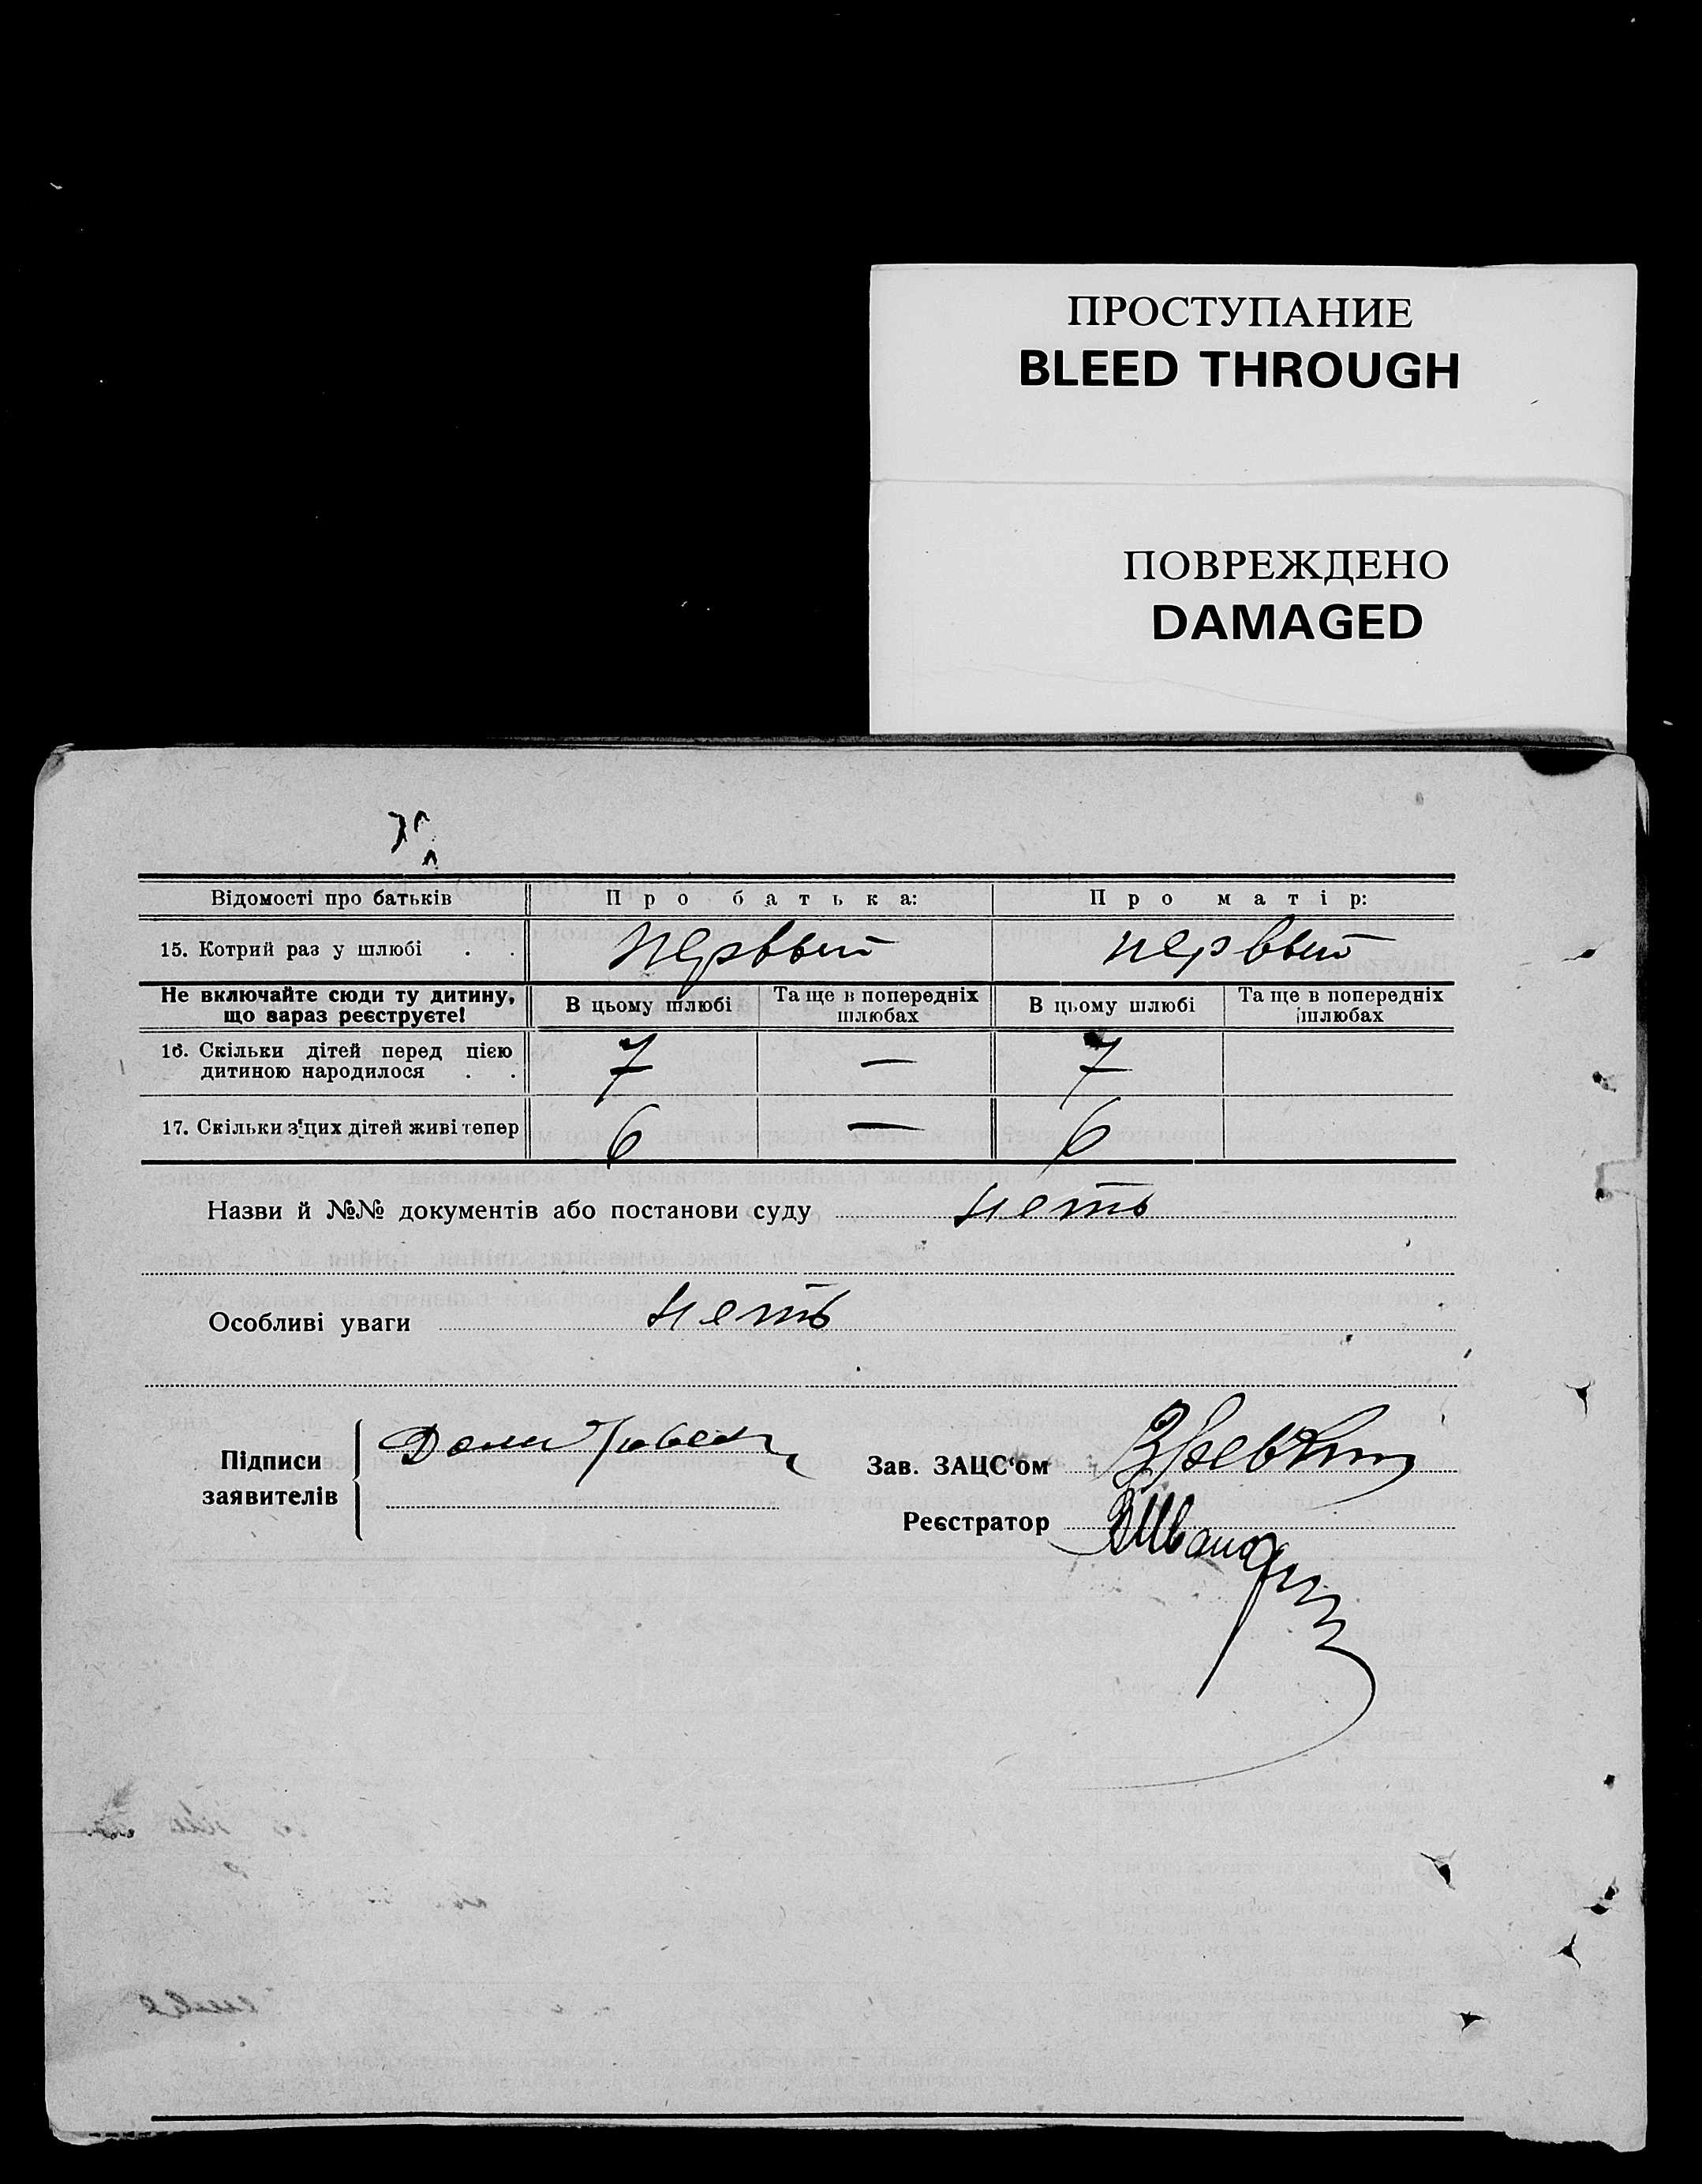 ПРОСТУПАНИЕ
BLEED THROUGH
ПОВРЕЖДЕНО
DAMAGED
Відомості про батьків Про батька: Про матір:
15. Котрий раз у шлюбі . . первый первый
Не включайте сюди ту дитину, що вараз реєструєте! В цьому шлюбі Та ще в попередніх шлюбах В цьому шлюбі Та ще в попередніх шлюбах
16. Скільки дітей перед цією дитиною народилося . . 7 — 7
17. Скільки з цих дітей живі тепер 6 — 6
Назви й №№ документів або постанови суду нетъ
Особливі уваги нетъ
Підписи заявителів
Зав. ЗАЦС'ом
Реєстратор